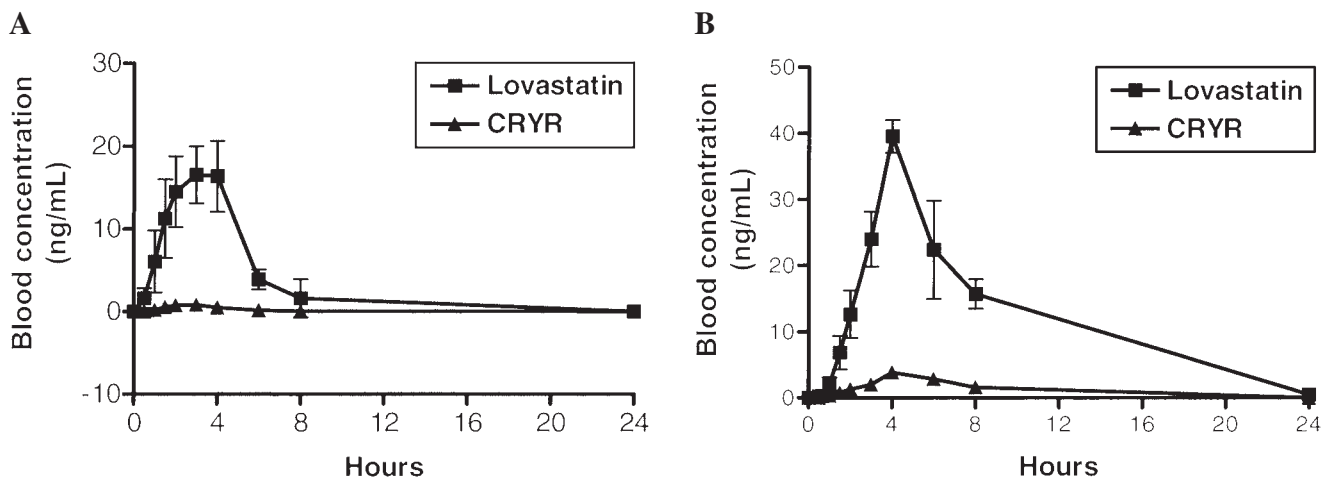 A
30
20
10
0
-10
Blood concentration
(ng/mL)
Lovastatin
CRYR
0 4 8 12 16 20 24
Hours
B
50
40
30
20
10
0
Blood concentration
(ng/mL)
Lovastatin
CRYR
0 4 8 12 16 20 24
Hours